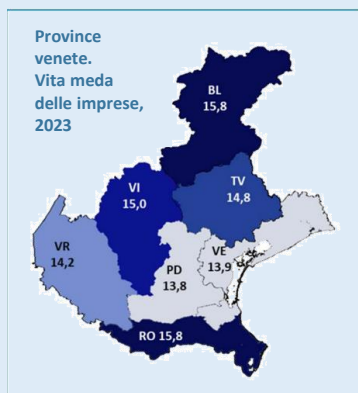 Province
venete.
Vita meda
delle imprese,
2023
BL
15,8
VI
15,0
TV
14,8
VR
14,2
PD
13,8
VE
13,9
RO 15,8